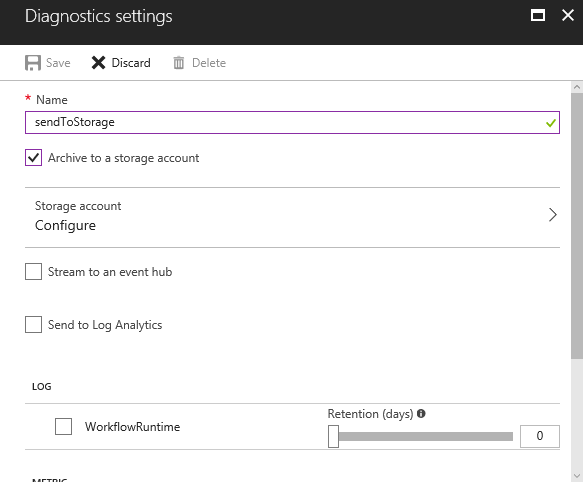 Diagnostics settings
Save Discard Delete
* Name
sendToStorage
Archive to a storage account
Storage account
Configure
Stream to an event hub
Send to Log Analytics
LOG
WorkflowRuntime
Retention (days)
0
METRIC